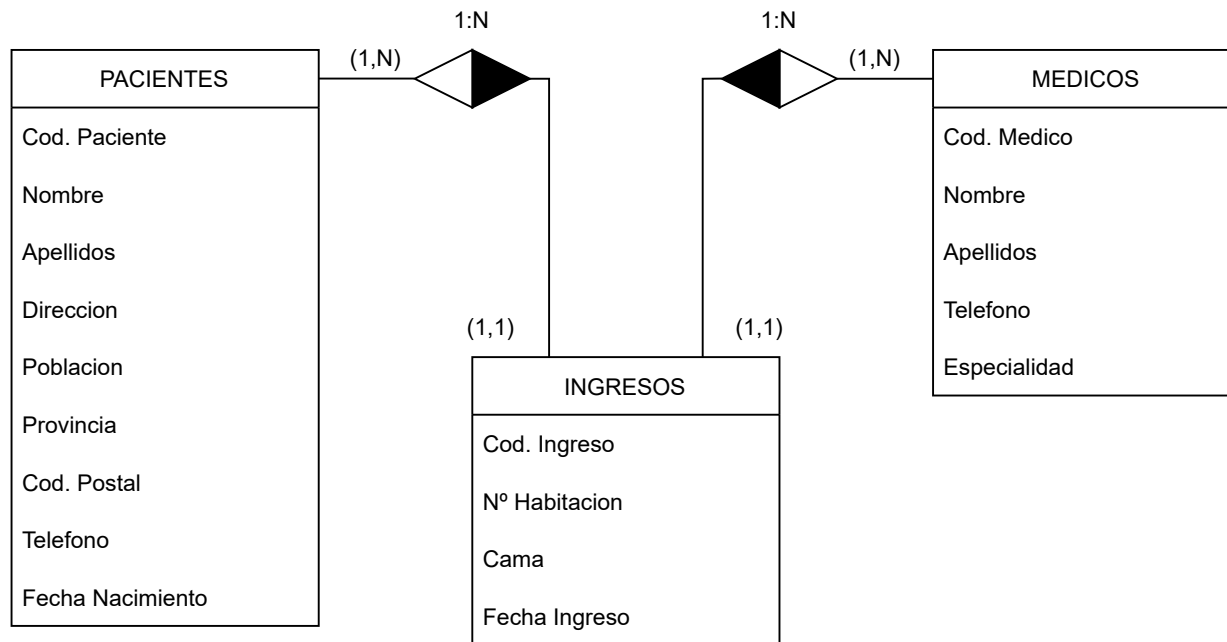 1:N
1:N
(1,N)
(1,N)
PACIENTES
Cod. Paciente
Nombre
Apellidos
Direccion
Poblacion
Provincia
Cod. Postal
Telefono
Fecha Nacimiento
MEDICOS
Cod. Medico
Nombre
Apellidos
Telefono
Especialidad
(1,1)
(1,1)
INGRESOS
Cod. Ingreso
Nº Habitacion
Cama
Fecha Ingreso